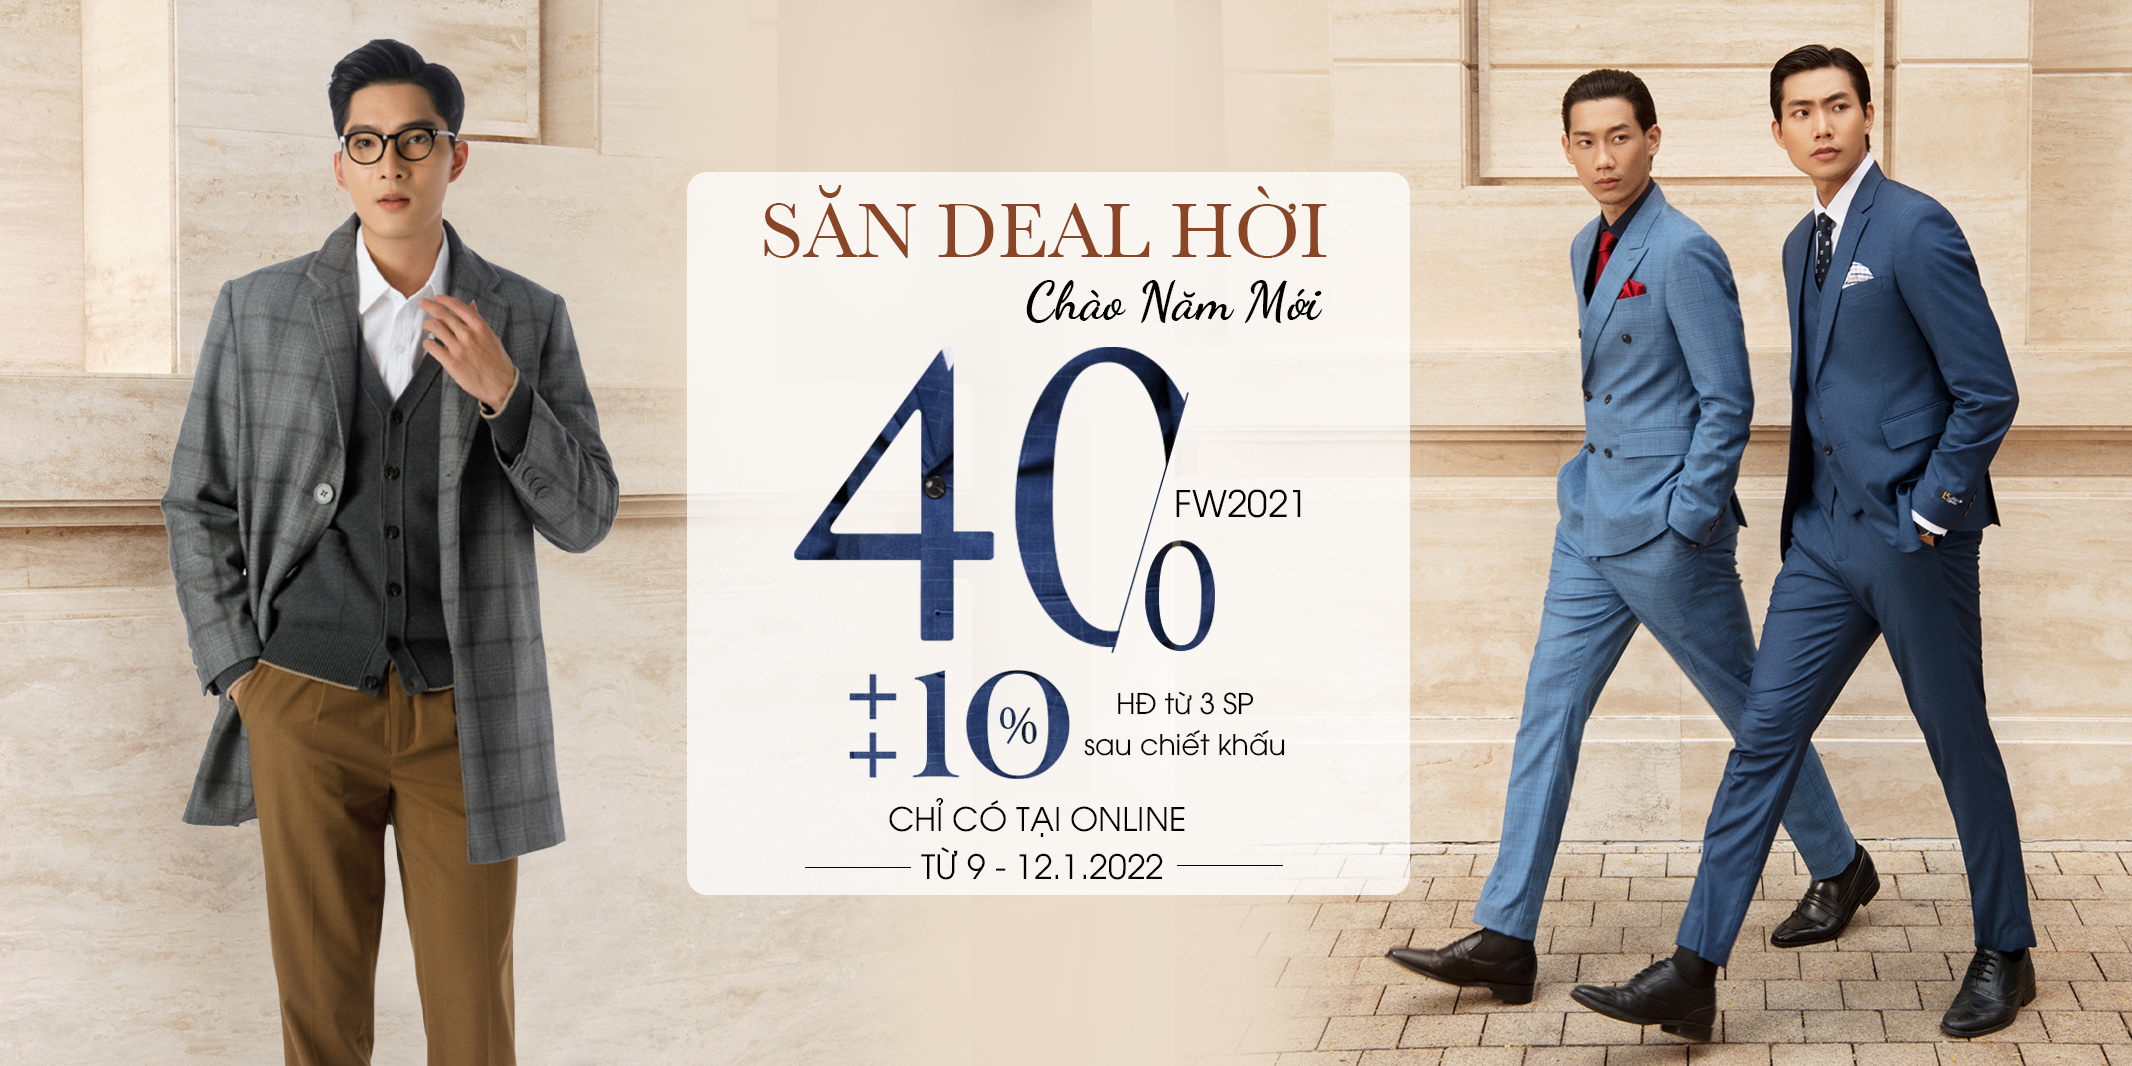 SĂN DEAL HỜI
Chào Năm Mới
40%
FW2021
++10%
HĐ từ 3 SP
sau chiết khấu
CHỈ CÓ TẠI ONLINE
TỪ 9 - 12.1.2022